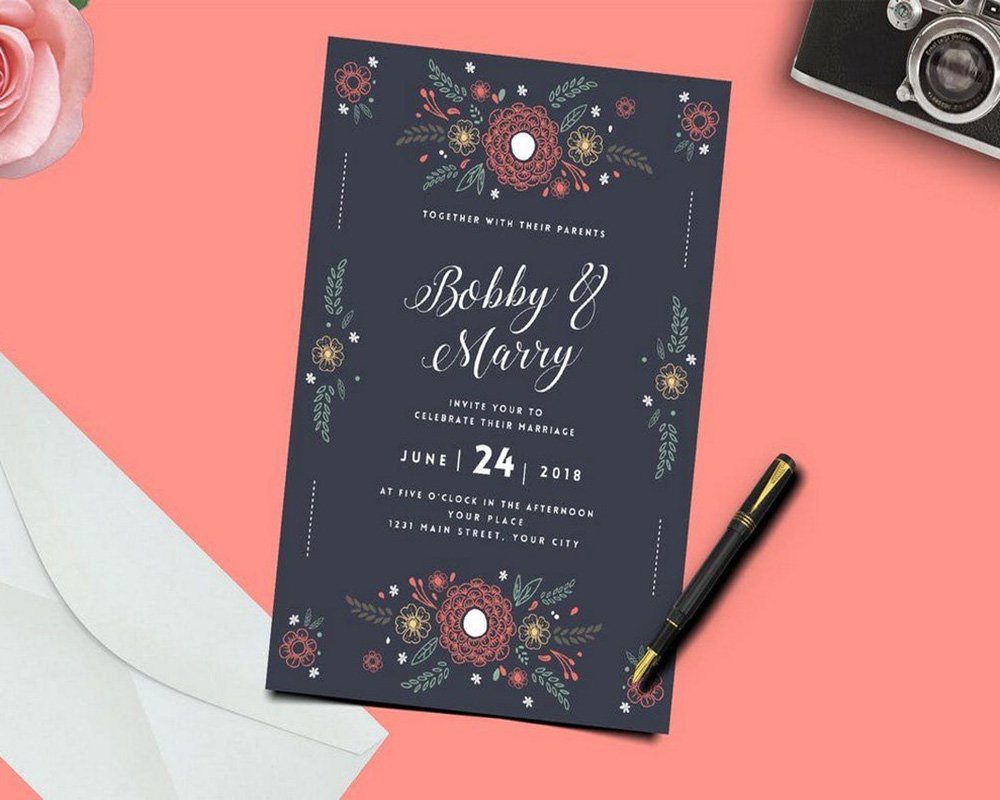 TOGETHER WITH THEIR PARENTS
Bobby &
Marry
INVITE YOUR TO
CELEBRATE THEIR MARRIAGE
JUNE | 24 | 2018
AT FIVE O'CLOCK IN THE AFTERNOON
YOUR PLACE
1231 MAIN STREET, YOUR CITY